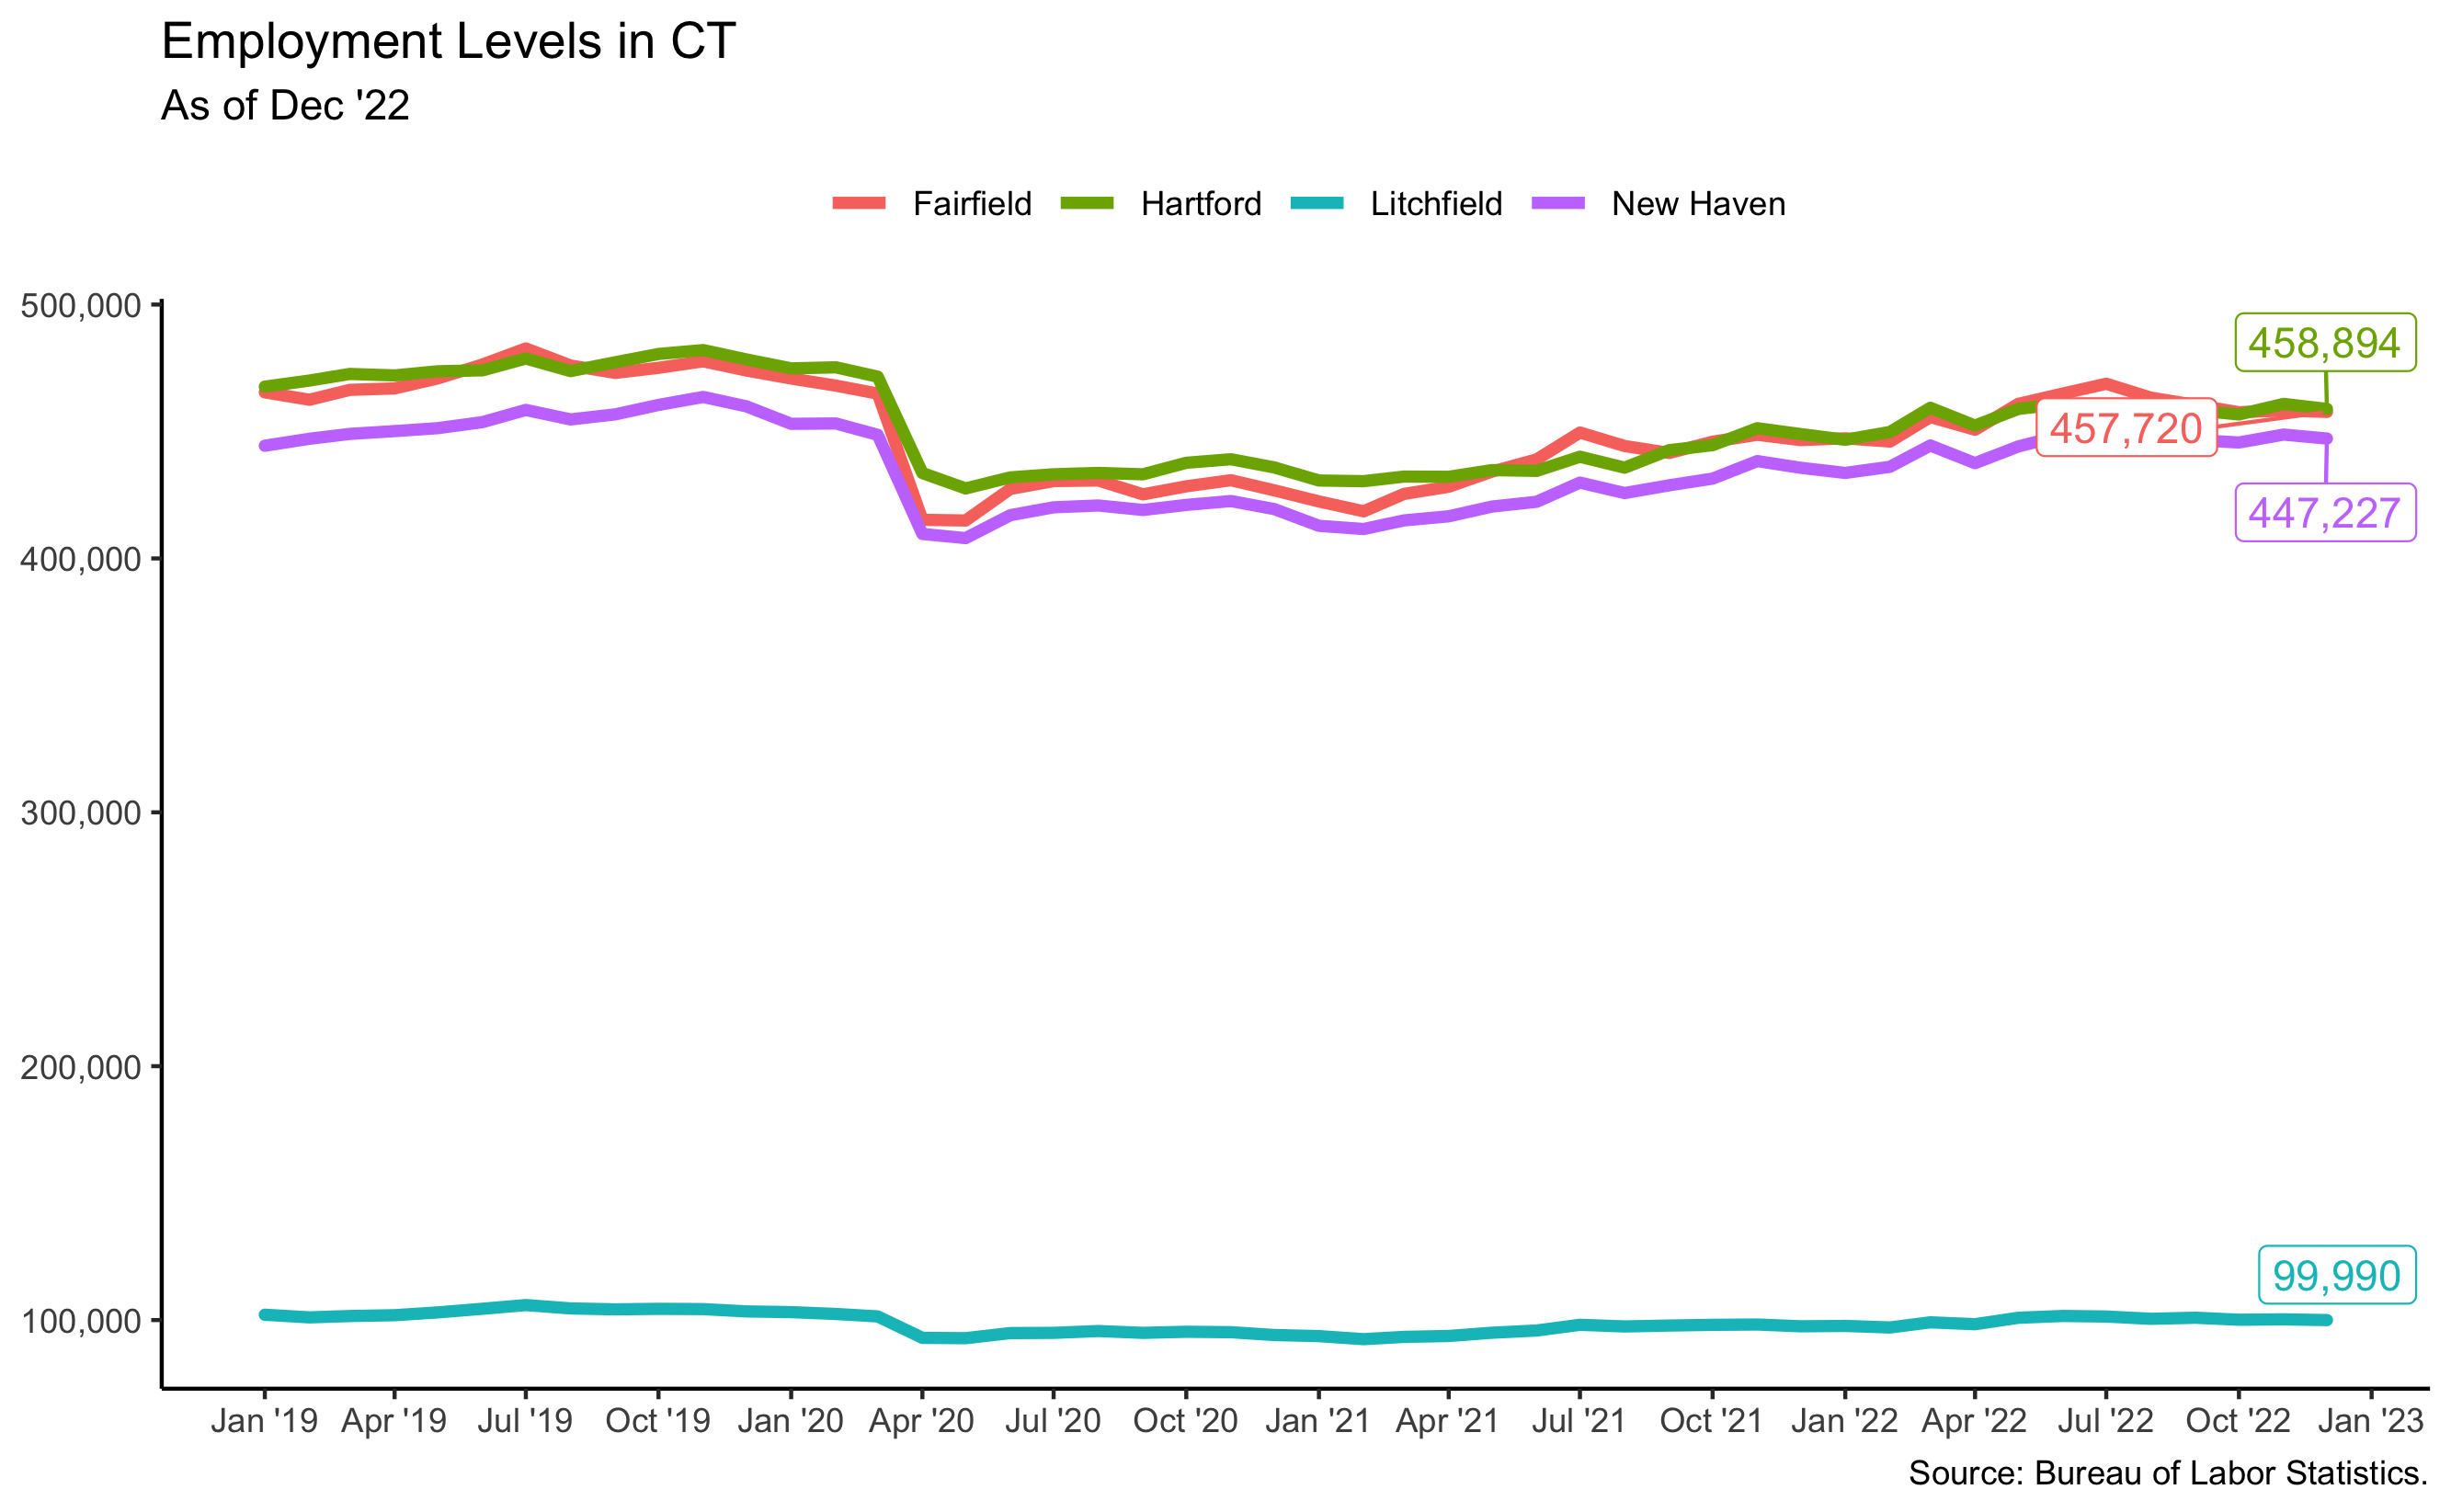 Employment Levels in CT
As of Dec '22
Fairfield Hartford Litchfield New Haven
500,000
400,000
300,000
200,000
100,000
458,894
457,720
447,227
99,990
Jan '19 Apr '19 Jul '19 Oct '19 Jan '20 Apr '20 Jul '20 Oct '20 Jan '21 Apr '21 Jul '21 Oct '21 Jan '22 Apr '22 Jul '22 Oct '22 Jan '23
Source: Bureau of Labor Statistics.